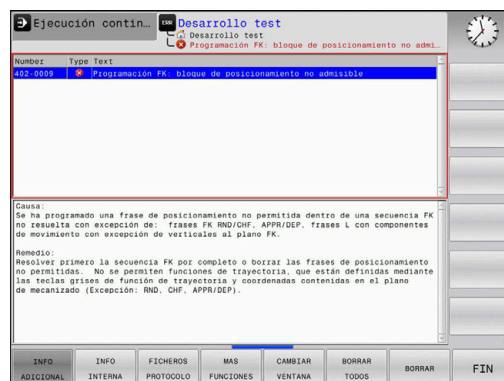 Ejecución contin...
ERR Desarrollo test
Desarrollo test
Programación FK: bloque de posicionamiento no admi...
Number Type Text
402-0009 Programación FK: bloque de posicionamiento no admisible
Causa:
Se ha programado una frase de posicionamiento no permitida dentro de una secuencia FK
no resuelta con excepción de: frases FK RND/CHF, APPR/DEP, frases L con componentes
de movimiento con excepción de verticales al plano FK.
Remedio:
Resolver primero la secuencia FK por completo o borrar las frases de posicionamiento
no permitidas. No se permiten funciones de trayectoria, que están definidas mediante
las teclas grises de función de trayectoria y coordenadas contenidas en el plano
de mecanizado (Excepción: RND, CHF, APPR/DEP).
INFO ADICIONAL
INFO INTERNA
FICHEROS PROTOCOLO
MAS FUNCIONES
CAMBIAR VENTANA
BORRAR TODOS
BORRAR
FIN